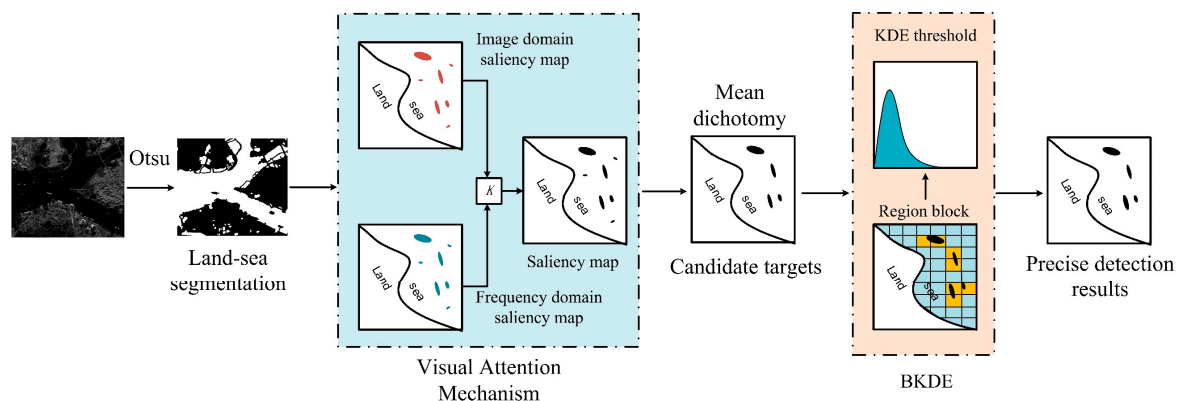 Otsu
Land-sea
segmentation
Image domain
saliency map
Land
sea
K
Land
sea
Frequency domain
saliency map
Land
sea
Saliency map
Visual Attention
Mechanism
Mean
dichotomy
Land
sea
Candidate targets
KDE threshold
Region block
Land
sea
BKDE
Land
sea
Precise detection
results